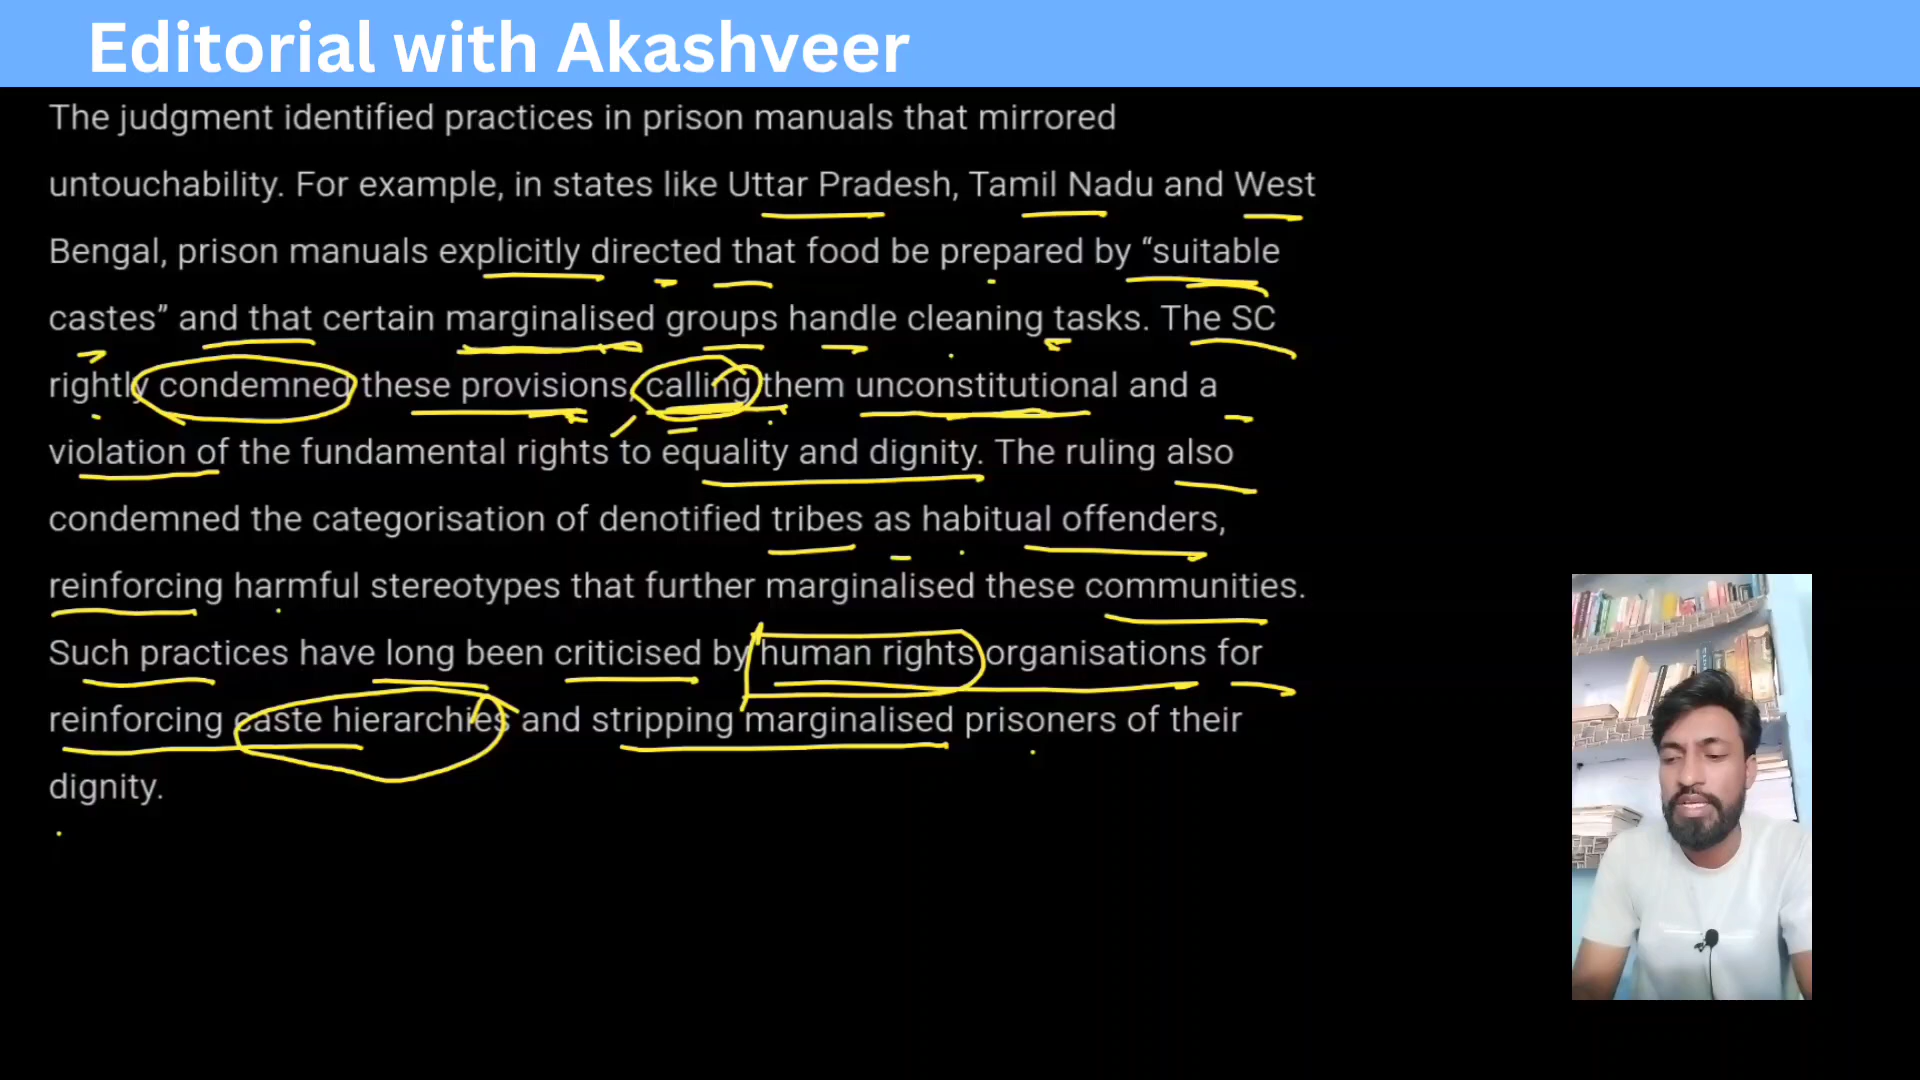 Editorial with Akashveer
The judgment identified practices in prison manuals that mirrored
untouchability. For example, in states like Uttar Pradesh, Tamil Nadu and West
Bengal, prison manuals explicitly directed that food be prepared by “suitable
castes” and that certain marginalised groups handle cleaning tasks. The SC
rightly condemned these provisions, calling them unconstitutional and a
violation of the fundamental rights to equality and dignity. The ruling also
condemned the categorisation of denotified tribes as habitual offenders,
reinforcing harmful stereotypes that further marginalised these communities.
Such practices have long been criticised by human rights organisations for
reinforcing caste hierarchies and stripping marginalised prisoners of their
dignity.